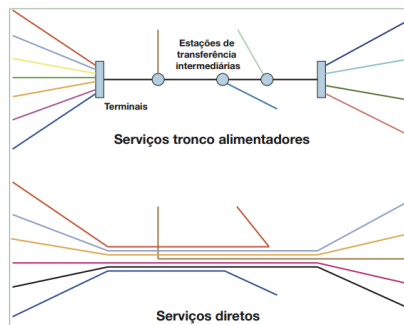 Estações de
transferência
intermediárias
Terminais
Serviços tronco alimentadores
Serviços diretos